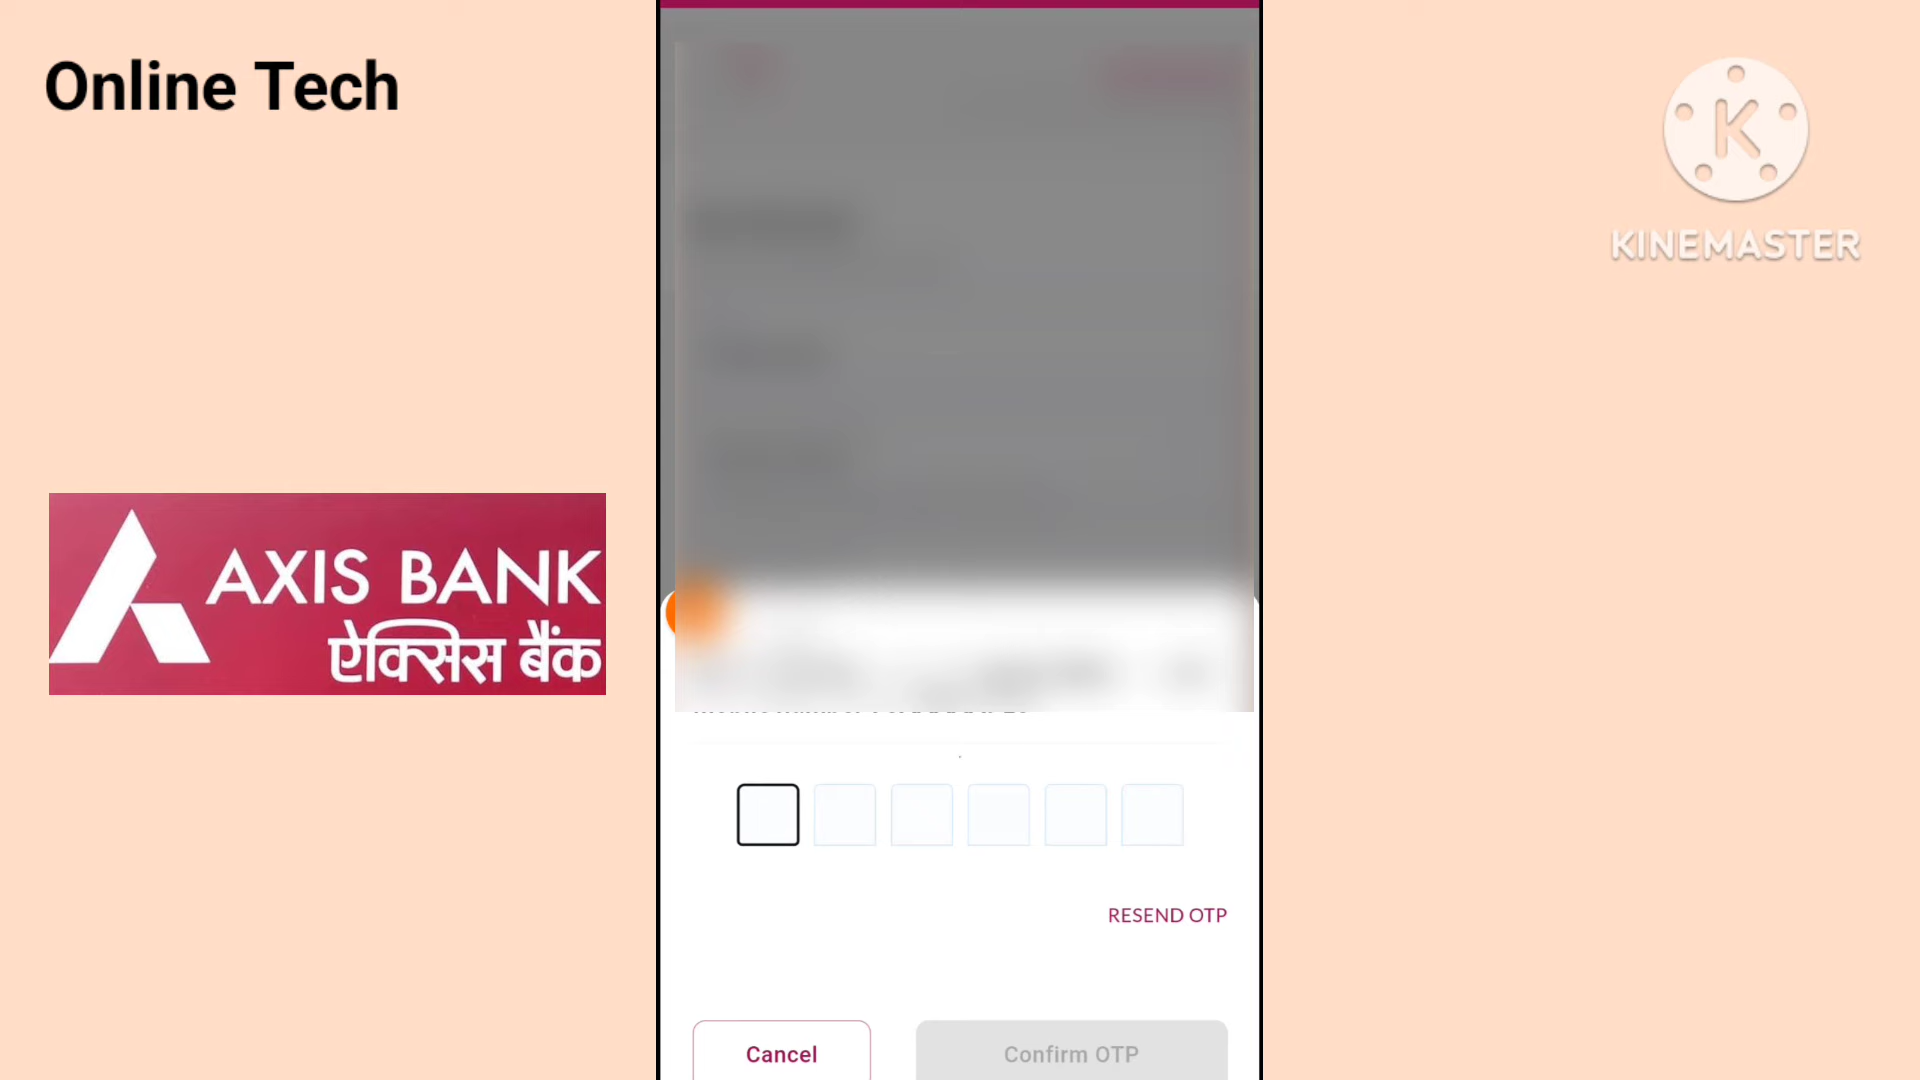 Online Tech
K
KINEMASTER
AXIS BANK
ऐक्सिस बैंक
RESEND OTP
Cancel
Confirm OTP